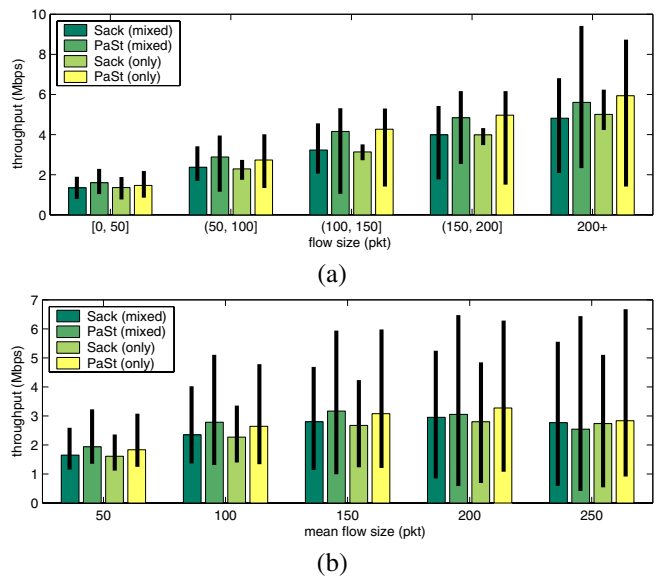 10
8
6
4
2
0
throughput (Mbps)
Sack (mixed)
PaSt (mixed)
Sack (only)
PaSt (only)
[0, 50] (50, 100] (100, 150] (150, 200] 200+
flow size (pkt)
(a)
7
6
5
4
3
2
1
0
throughput (Mbps)
Sack (mixed)
PaSt (mixed)
Sack (only)
PaSt (only)
50 100 150 200 250
mean flow size (pkt)
(b)